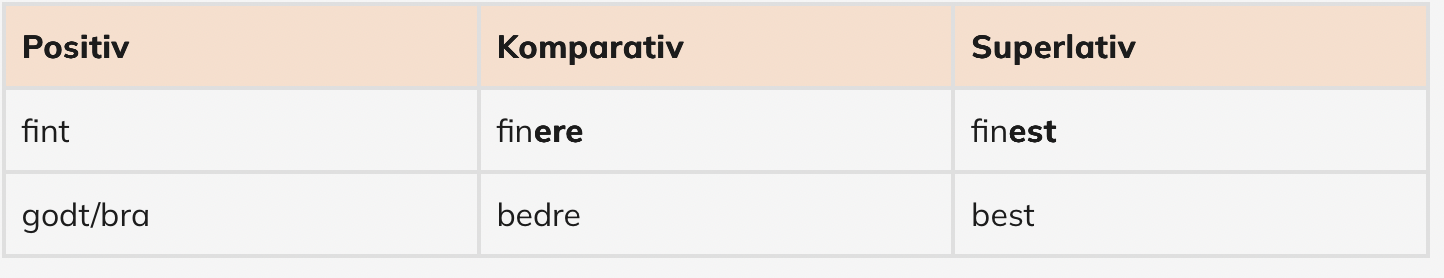 Positiv Komparativ Superlativ
fint finere finest
godt/bra bedre best